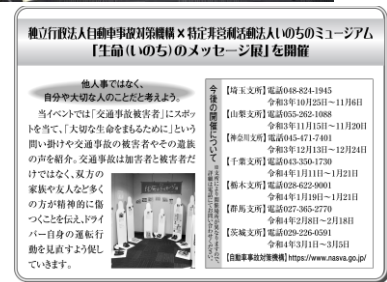 独立行政法人自動車事故対策機構×特定非営利活動法人いのちのミュージアム
「生命(いのち)のメッセージ展」を開催
他人事ではなく、
自分や大切な人のことだと考えよう。
当イベントでは「交通事故被害者」にスポッ
トを当て、「大切な生命をまもるために」という
問い掛けや交通事故の被害者やその遺族
の声を紹介。交通事故は加害者と被害者だ
けではなく、双方の
家族や友人など多く
の方が精神的に傷
つくことを伝え、ドライ
バー自身の運転行
動を見直すよう促し
ていきます。
今後の開催について
【埼玉支所】電話048-824-1945
令和3年10月25日～11月6日
【山梨支所】電話055-262-1088
令和3年11月15日～11月20日
【神奈川支所】電話045-471-7401
令和3年12月13日～12月24日
【千葉支所】電話043-350-1730
令和4年1月11日～1月21日
【栃木支所】電話028-622-9001
令和4年1月19日～1月21日
【群馬支所】電話027-365-2770
令和4年2月8日～2月18日
【茨城支所】電話029-226-0591
令和4年3月1日～3月5日
【自動車事故対策機構】https://www.nasva.go.jp/